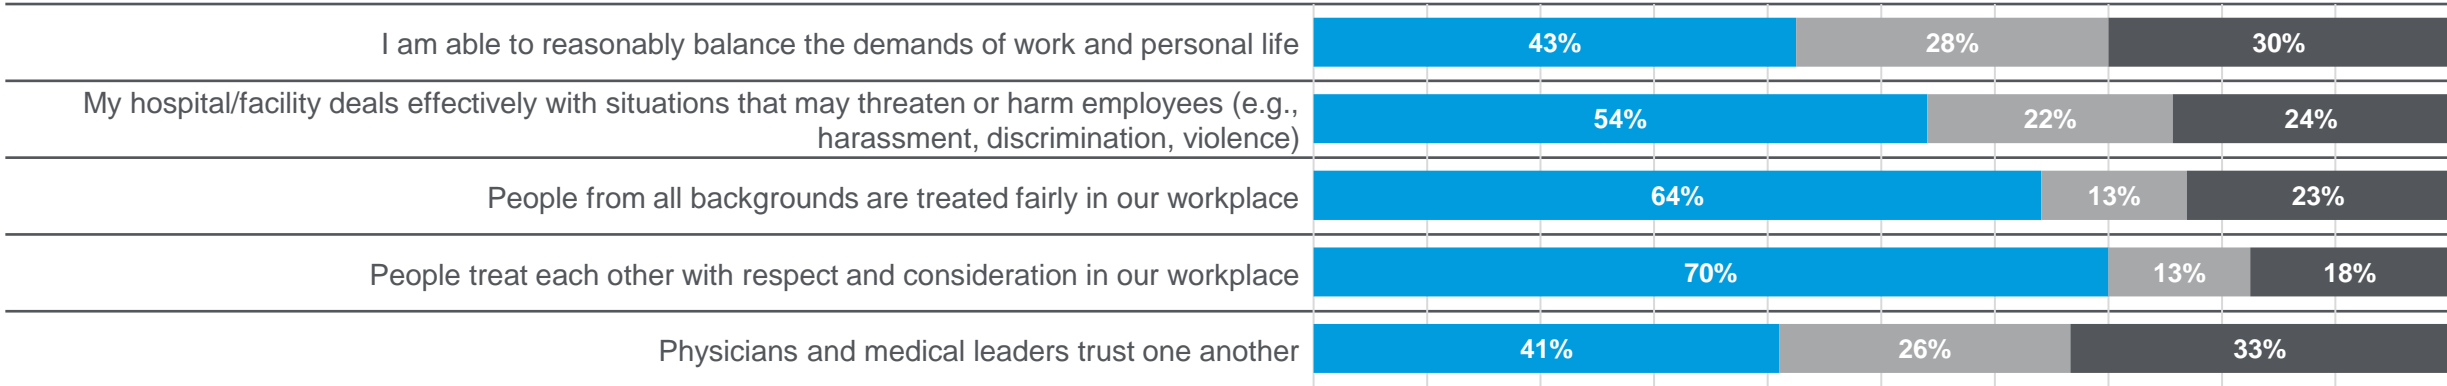 I am able to reasonably balance the demands of work and personal life
43% 28% 30%
My hospital/facility deals effectively with situations that may threaten or harm employees (e.g.,
harassment, discrimination, violence)
54% 22% 24%
People from all backgrounds are treated fairly in our workplace
64% 13% 23%
People treat each other with respect and consideration in our workplace
70% 13% 18%
Physicians and medical leaders trust one another
41% 26% 33%